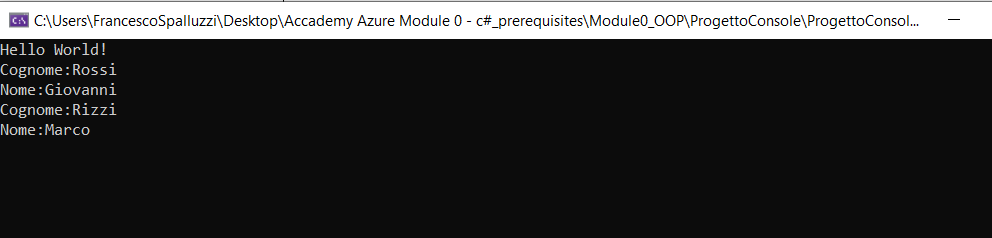 C:\Users\FrancescoSpalluzzi\Desktop\Accademy Azure Module 0 - c#_prerequisites\Module0_OOP\ProgettoConsole\ProgettoConsol...
Hello World!
Cognome:Rossi
Nome:Giovanni
Cognome:Rizzi
Nome:Marco